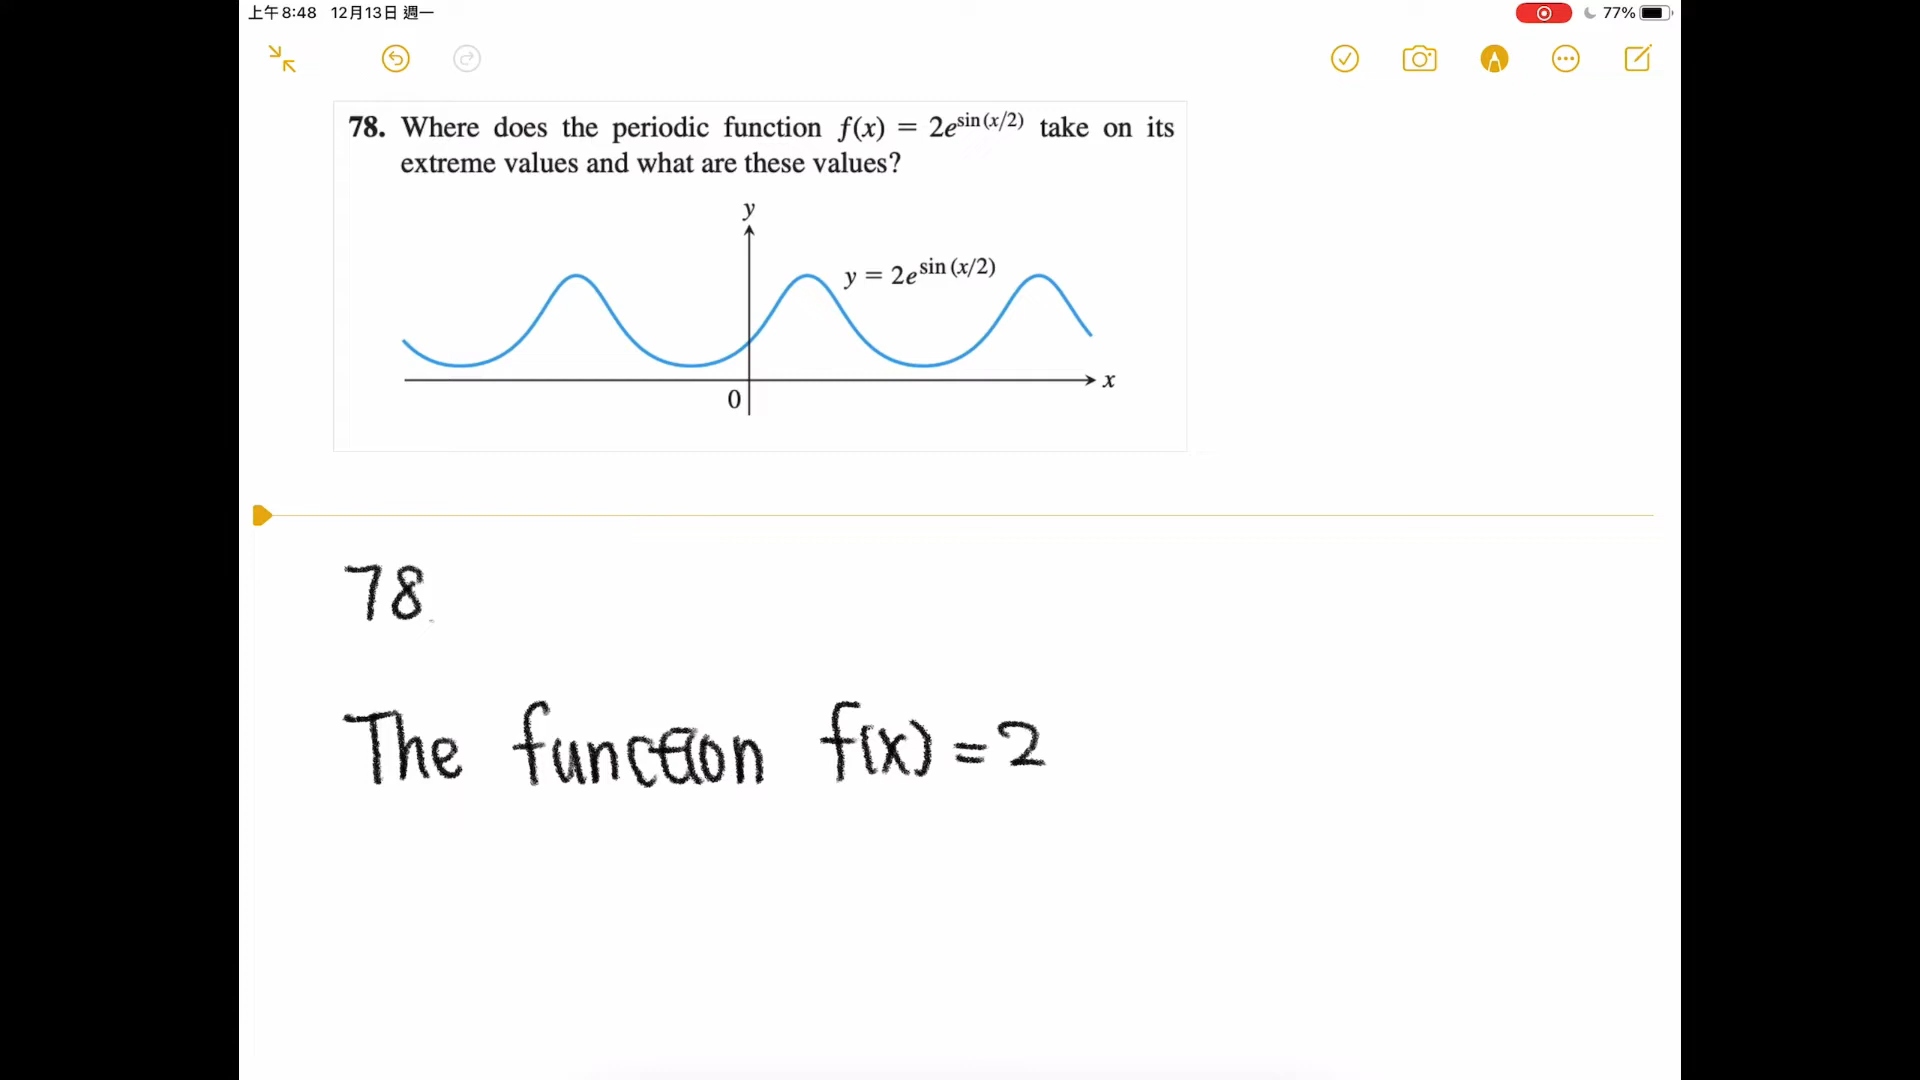 上午8:48 12月13日 週一 77%
78. Where does the periodic function f(x) = 2e^{sin(x/2)} take on its
extreme values and what are these values?
y
y = 2e^{sin(x/2)}
x
0
78.
The function f(x) = 2